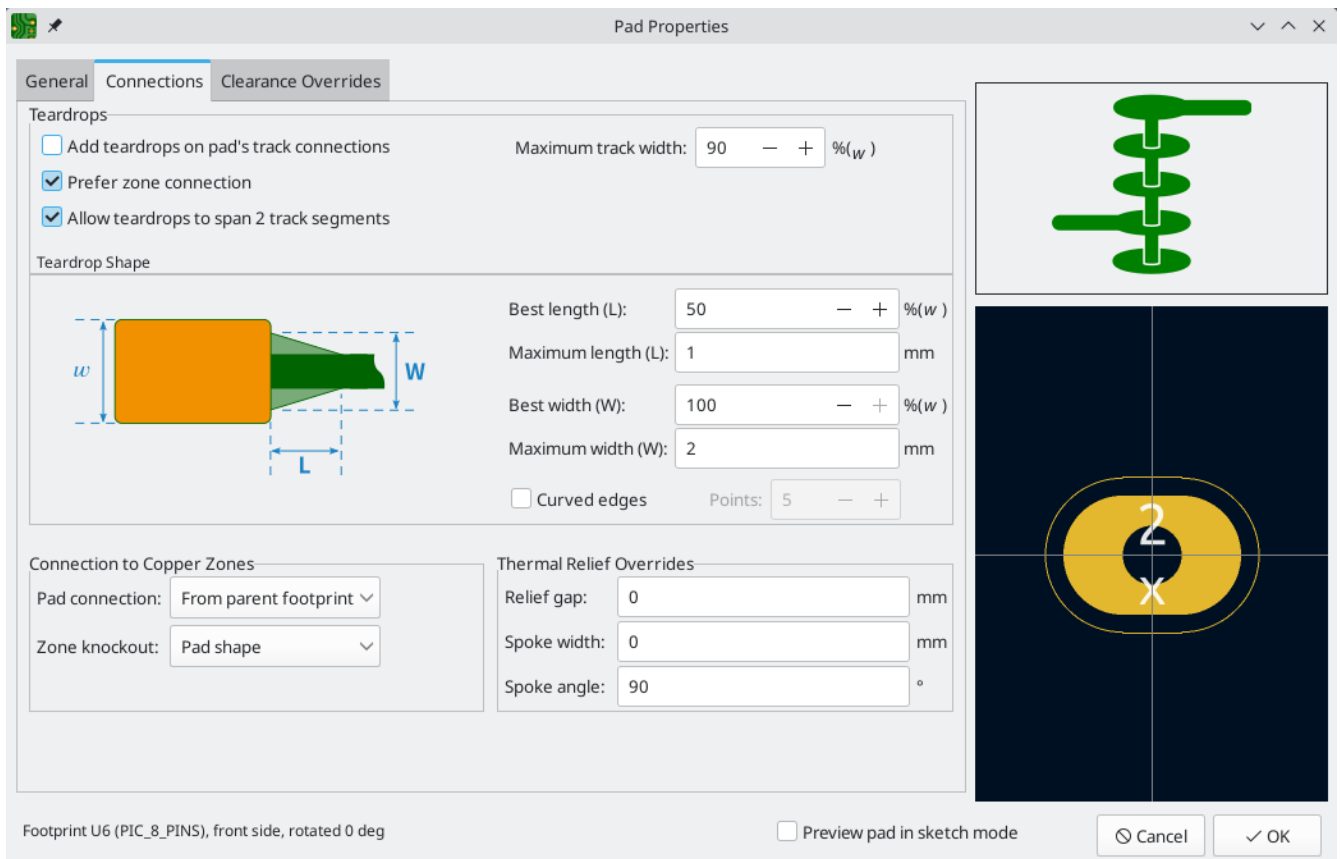 Pad Properties
General Connections Clearance Overrides
Teardrops
Add teardrops on pad's track connections
Maximum track width: 90 %(w)
Prefer zone connection
Allow teardrops to span 2 track segments
Teardrop Shape
w W L
Best length (L): 50 %(w)
Maximum length (L): 1 mm
Best width (W): 100 %(w)
Maximum width (W): 2 mm
Curved edges Points: 5
Connection to Copper Zones
Pad connection: From parent footprint
Zone knockout: Pad shape
Thermal Relief Overrides
Relief gap: 0 mm
Spoke width: 0 mm
Spoke angle: 90 °
2
x
Footprint U6 (PIC_8_PINS), front side, rotated 0 deg
Preview pad in sketch mode
Cancel OK